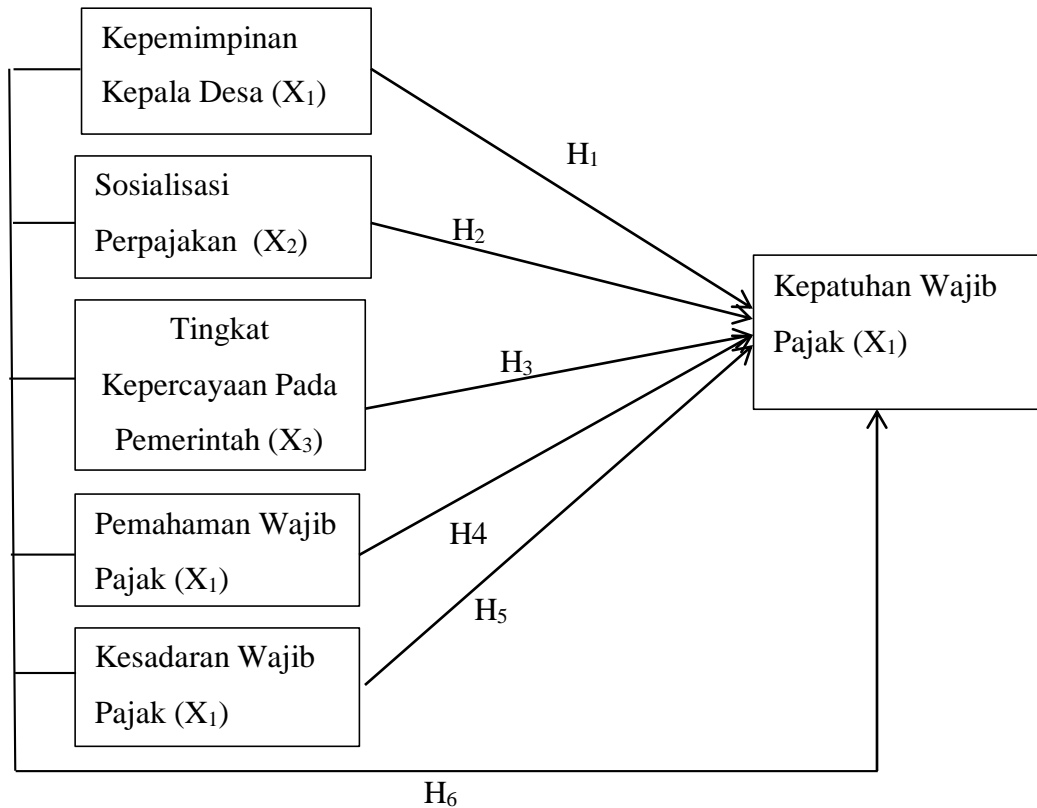 Kepemimpinan
Kepala Desa (X₁)
H₁
Sosialisasi
Perpajakan (X₂)
H₂
Kepatuhan Wajib
Pajak (X₁)
Tingkat
Kepercayaan Pada
Pemerintah (X₃)
H₃
Pemahaman Wajib
Pajak (X₁)
H4
Kesadaran Wajib
Pajak (X₁)
H₅
H₆